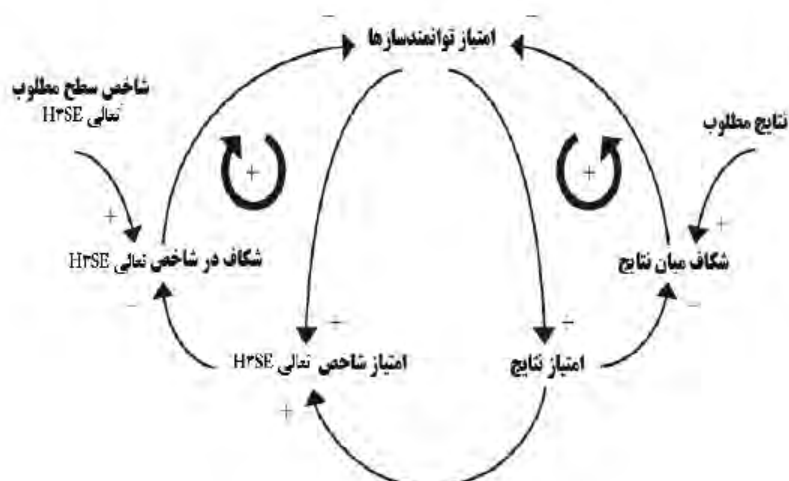 امتیاز توانمندسازها
شاخص سطح مطلوب
تعالی H۳SE
نتایج مطلوب
شکاف در شاخص تعالی H۳SE
شکاف میان نتایج
امتیاز شاخص تعالی H۳SE
امتیاز نتایج